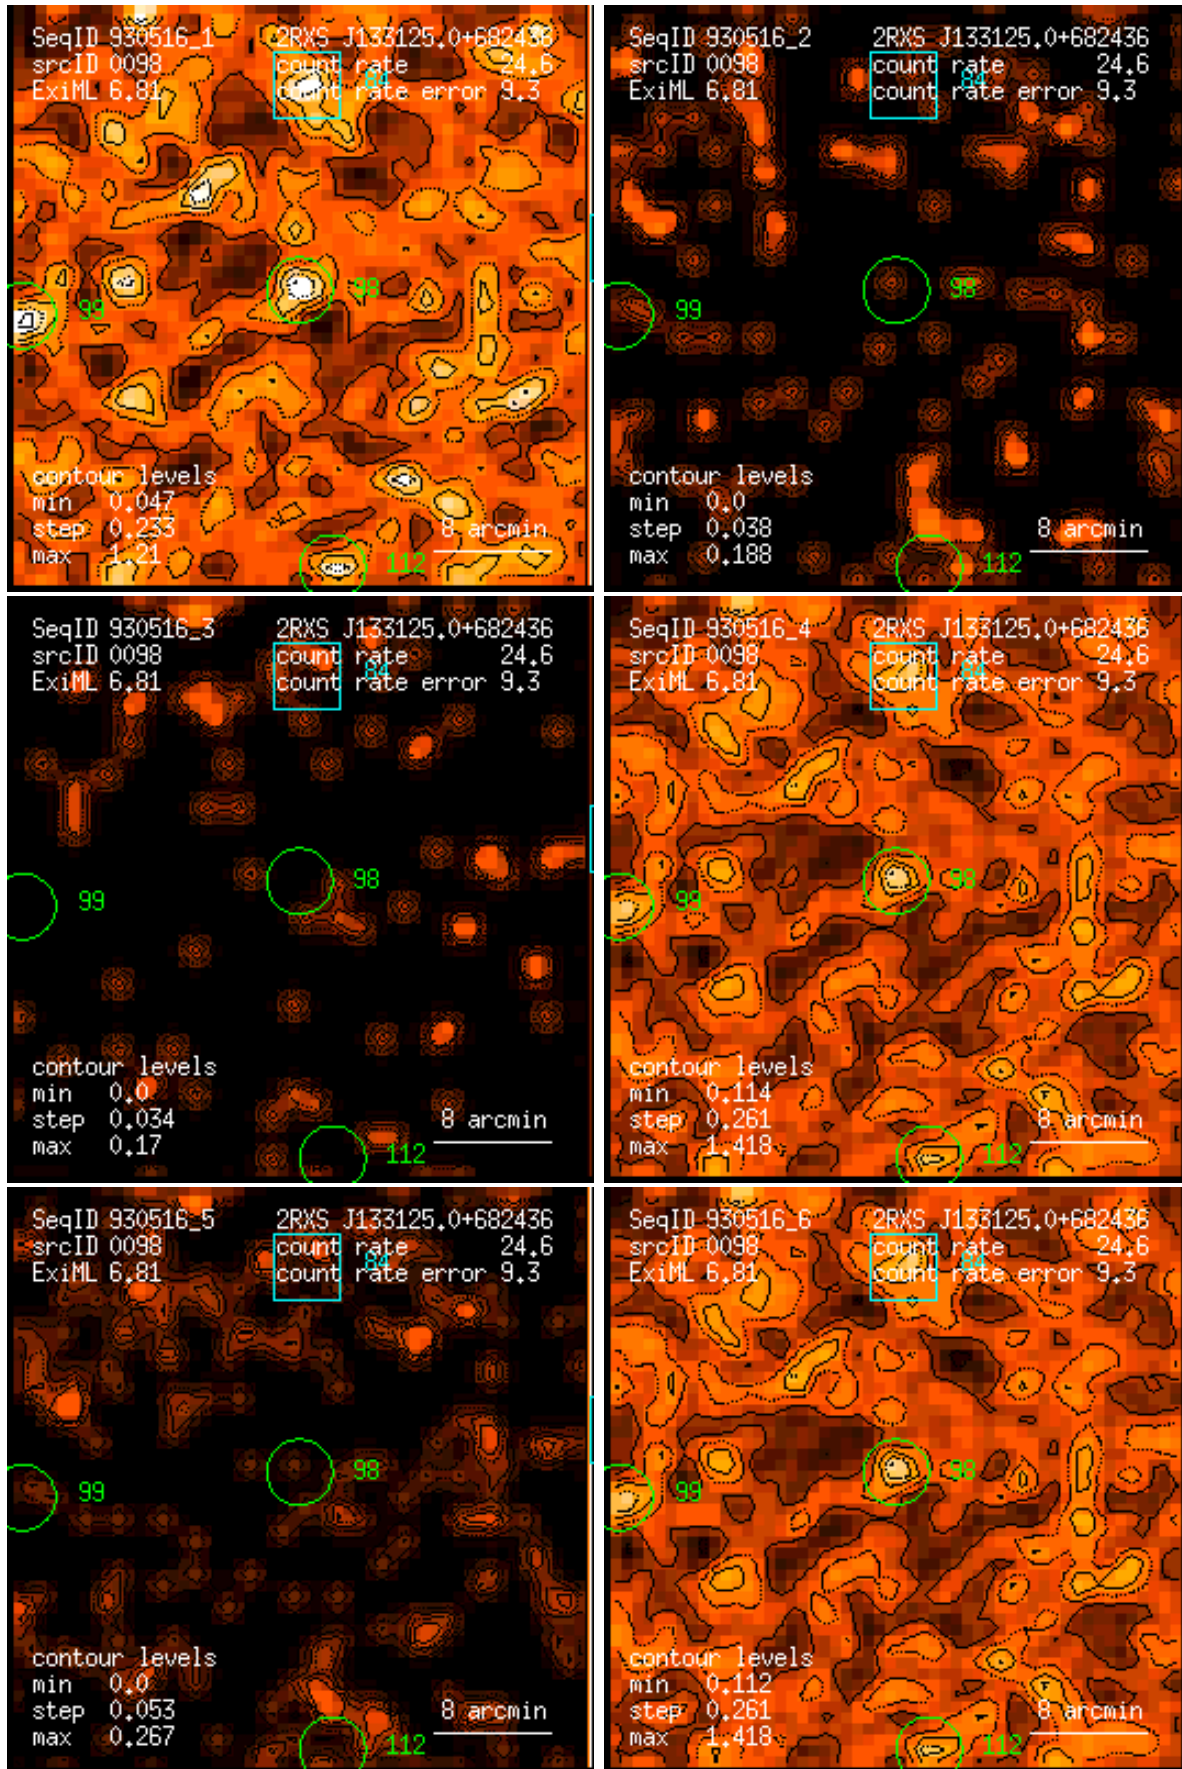 SeqID 930516_1 2RXS J133125.0+682436
srcID 0098 count rate 24.6
ExiML 6.81 count rate error 9.3
84
98
99
contour levels
min 0.047
step 0.233
max 1.21
8 arcmin
112
SeqID 930516_2 2RXS J133125.0+682436
srcID 0098 count rate 24.6
ExiML 6.81 count rate error 9.3
84
98
99
contour levels
min 0.0
step 0.038
max 0.188
8 arcmin
112
SeqID 930516_3 2RXS J133125.0+682436
srcID 0098 count rate 24.6
ExiML 6.81 count rate error 9.3
84
98
99
contour levels
min 0.0
step 0.034
max 0.17
8 arcmin
112
SeqID 930516_4 2RXS J133125.0+682436
srcID 0098 count rate 24.6
ExiML 6.81 count rate error 9.3
84
98
99
contour levels
min 0.114
step 0.261
max 1.418
8 arcmin
112
SeqID 930516_5 2RXS J133125.0+682436
srcID 0098 count rate 24.6
ExiML 6.81 count rate error 9.3
84
98
99
contour levels
min 0.0
step 0.053
max 0.267
8 arcmin
112
SeqID 930516_6 2RXS J133125.0+682436
srcID 0098 count rate 24.6
ExiML 6.81 count rate error 9.3
84
98
99
contour levels
min 0.112
step 0.261
max 1.418
8 arcmin
112